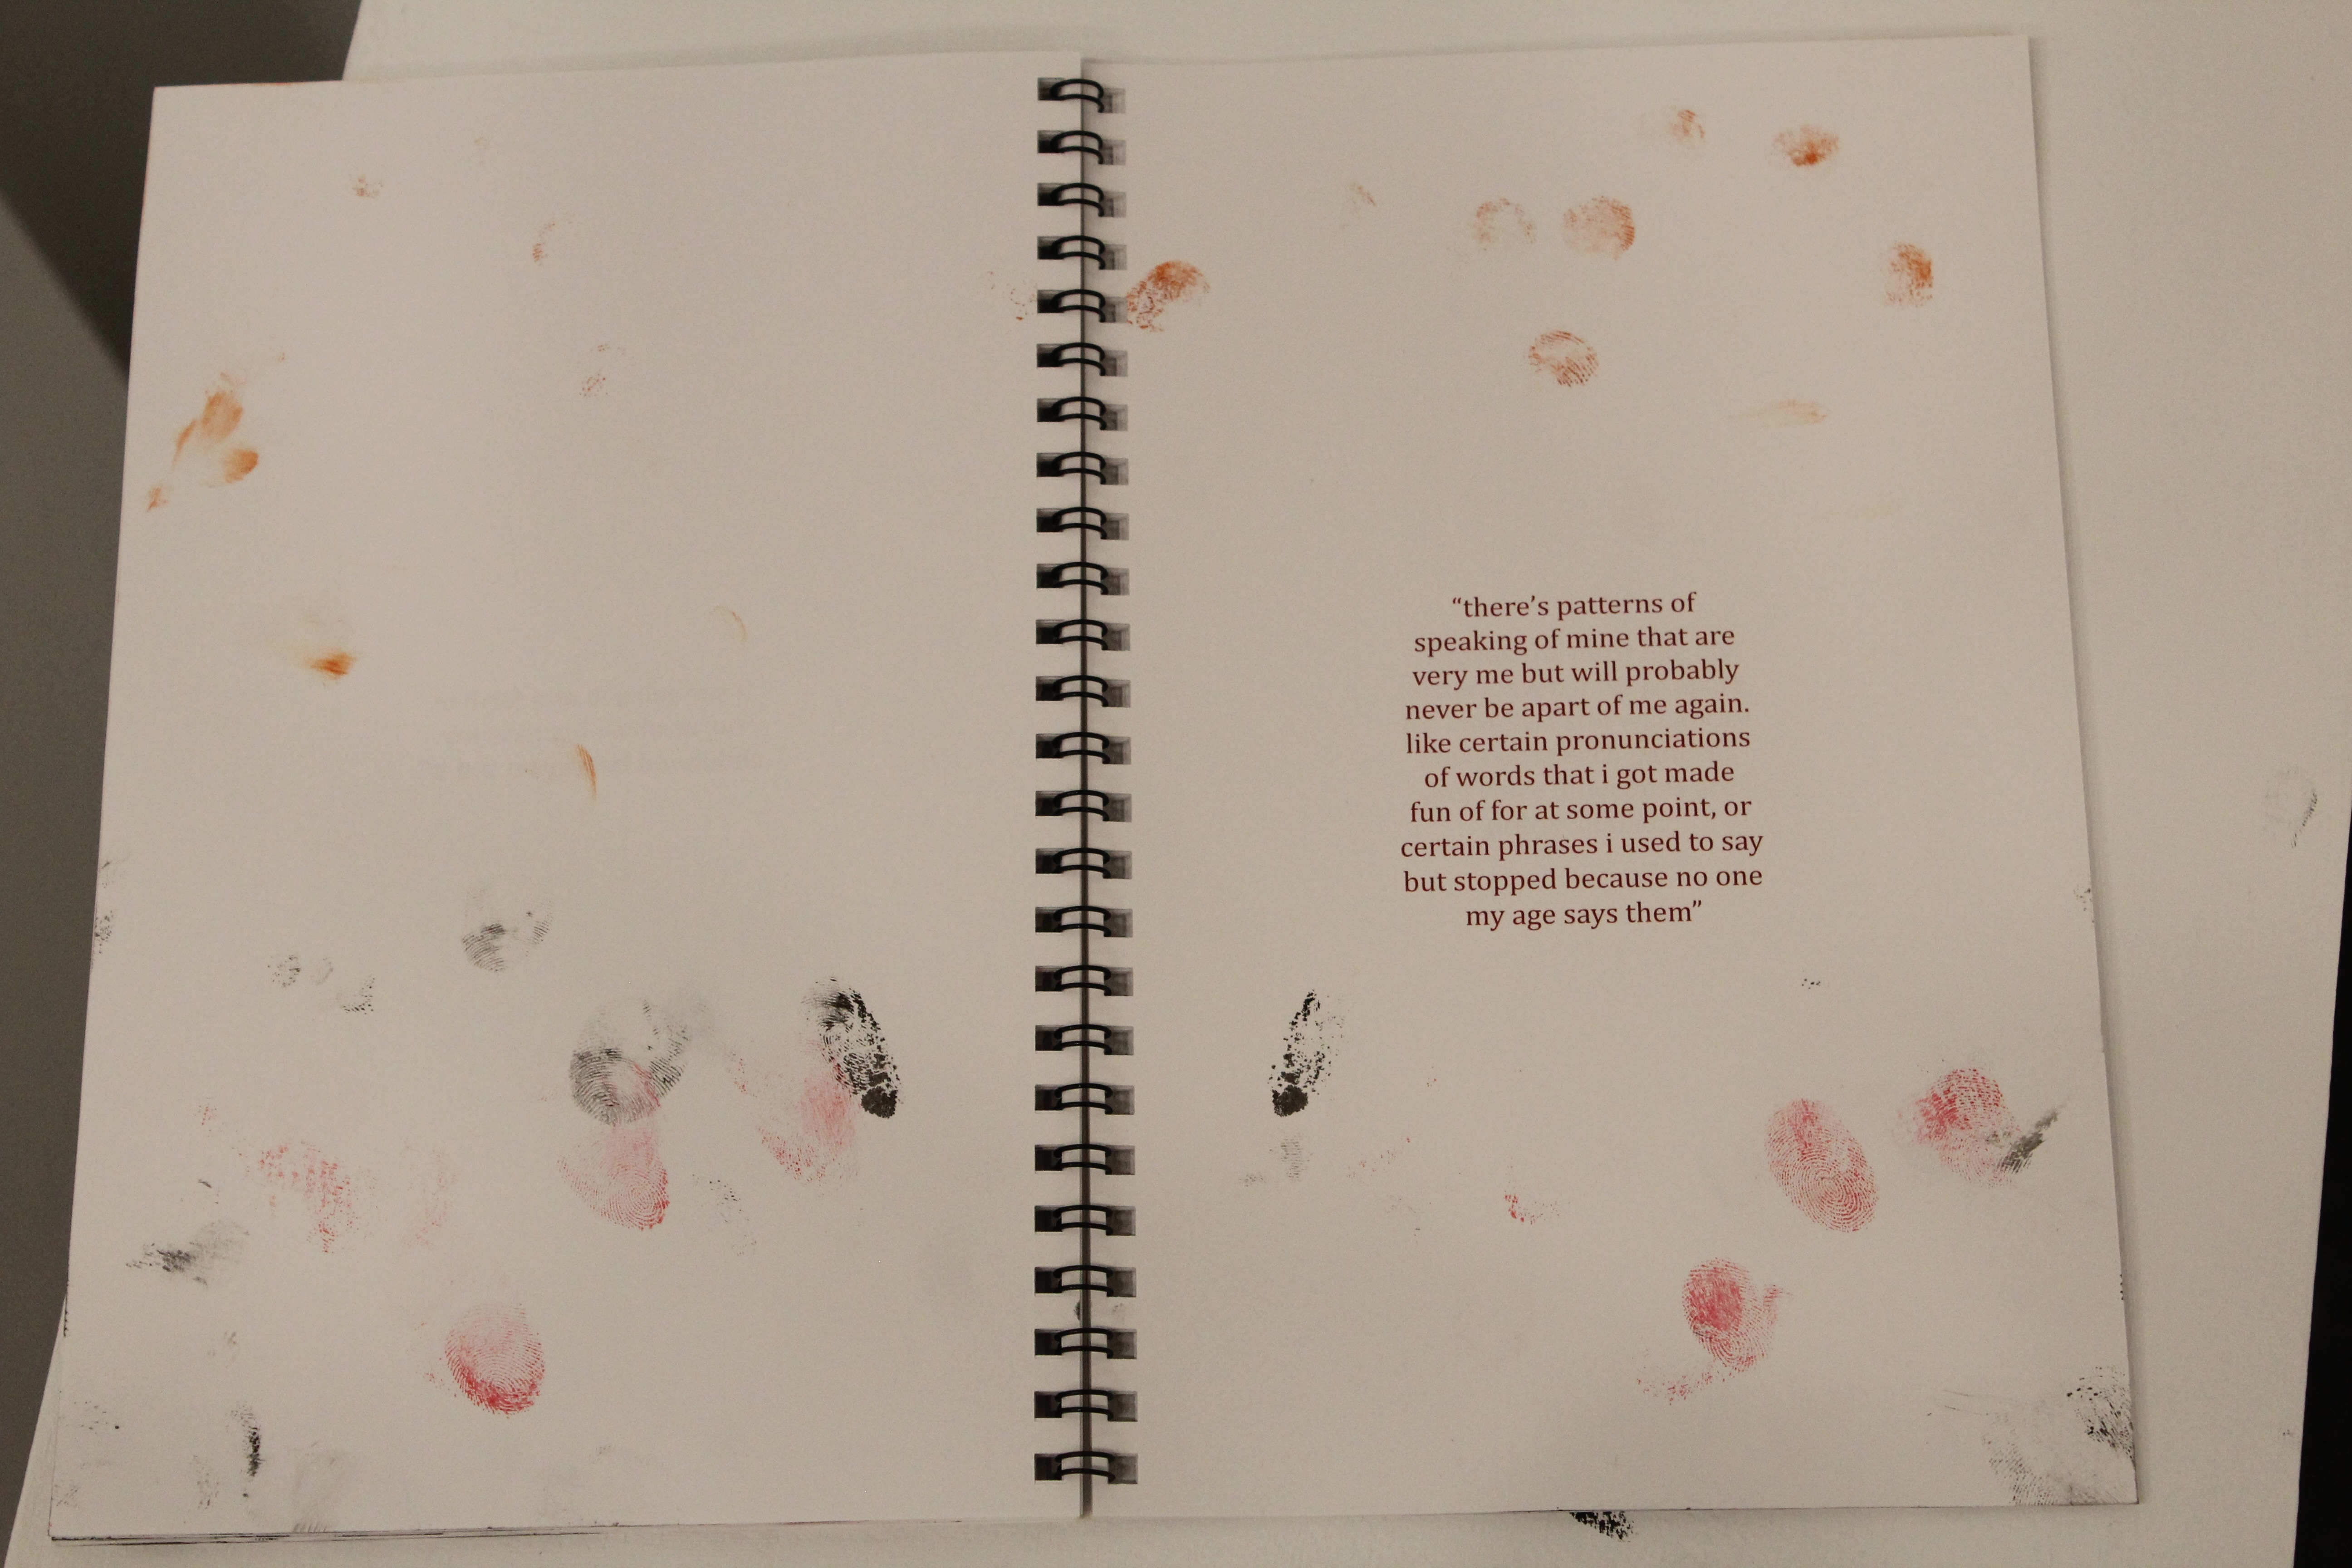 “there’s patterns of
speaking of mine that are
very me but will probably
never be apart of me again.
like certain pronunciations
of words that i got made
fun of for at some point, or
certain phrases i used to say
but stopped because no one
my age says them”